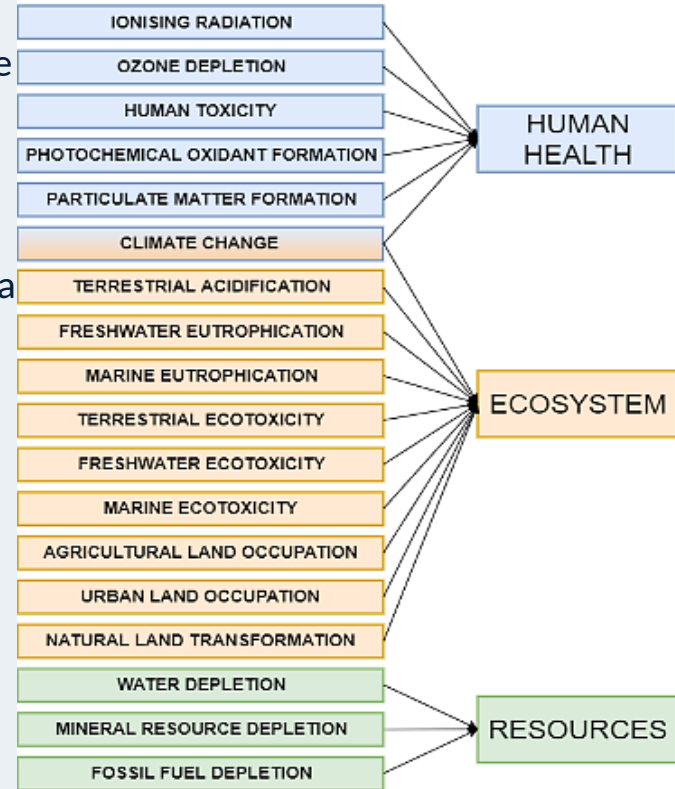 IONISING RADIATION
e
OZONE DEPLETION
HUMAN TOXICITY
PHOTOCHEMICAL OXIDANT FORMATION
PARTICULATE MATTER FORMATION
CLIMATE CHANGE
a
TERRESTRIAL ACIDIFICATION
FRESHWATER EUTROPHICATION
MARINE EUTROPHICATION
TERRESTRIAL ECOTOXICITY
FRESHWATER ECOTOXICITY
MARINE ECOTOXICITY
AGRICULTURAL LAND OCCUPATION
URBAN LAND OCCUPATION
NATURAL LAND TRANSFORMATION
WATER DEPLETION
MINERAL RESOURCE DEPLETION
FOSSIL FUEL DEPLETION
HUMAN
HEALTH
ECOSYSTEM
RESOURCES